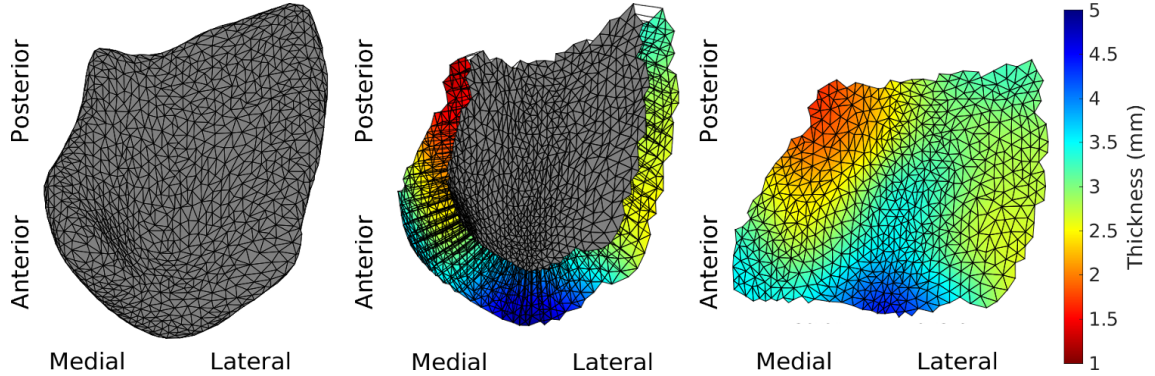 Posterior
Anterior
Medial
Lateral
Posterior
Anterior
Medial
Lateral
Posterior
Anterior
Medial
Lateral
5
4.5
4
3.5
3
2.5
2
1.5
1
Thickness (mm)